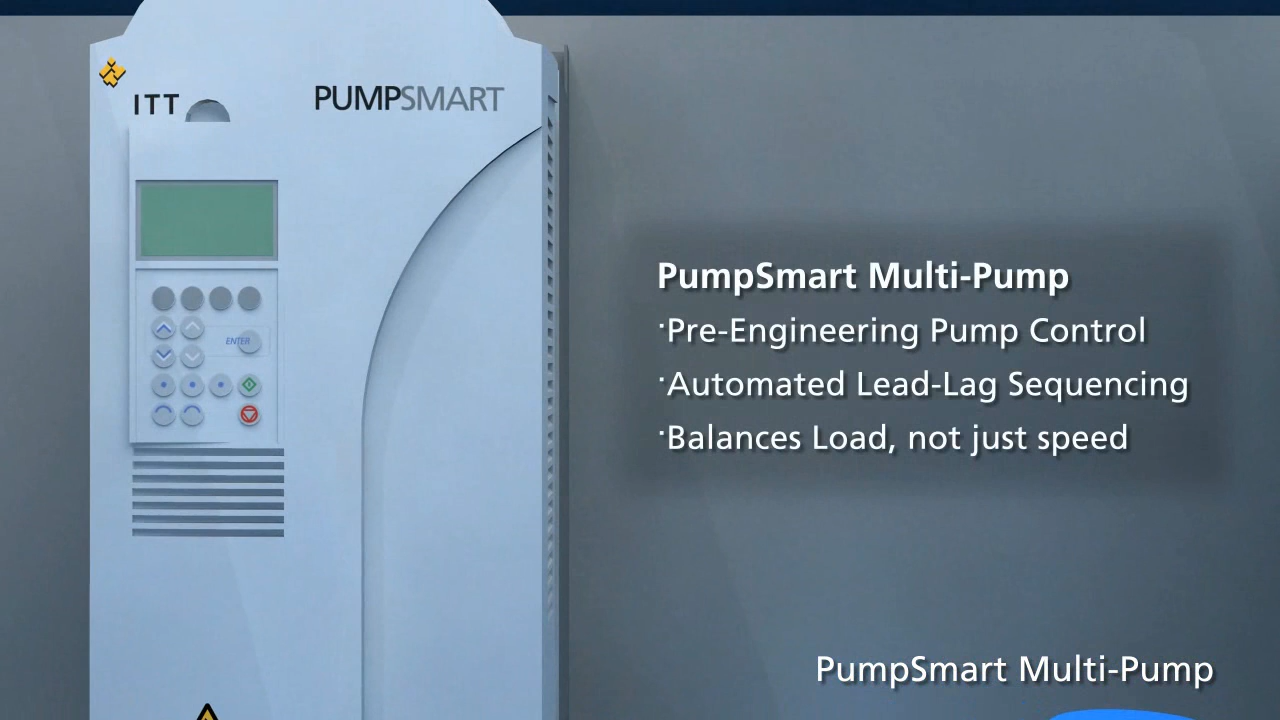 ITT
PUMPSMART
ENTER
PumpSmart Multi-Pump
·Pre-Engineering Pump Control
·Automated Lead-Lag Sequencing
·Balances Load, not just speed
PumpSmart Multi-Pump